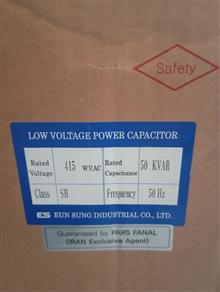 Safety
LOW VOLTAGE POWER CAPACITOR
Rated Voltage 415 W.V.AC Rated Capacitance 50 KVAR
Class SH Frequency 50 Hz
ES EUN SUNG INDUSTRIAL CO., LTD.
Guaranteed by PARS FANAL
(IRAN Exclusive Agent)